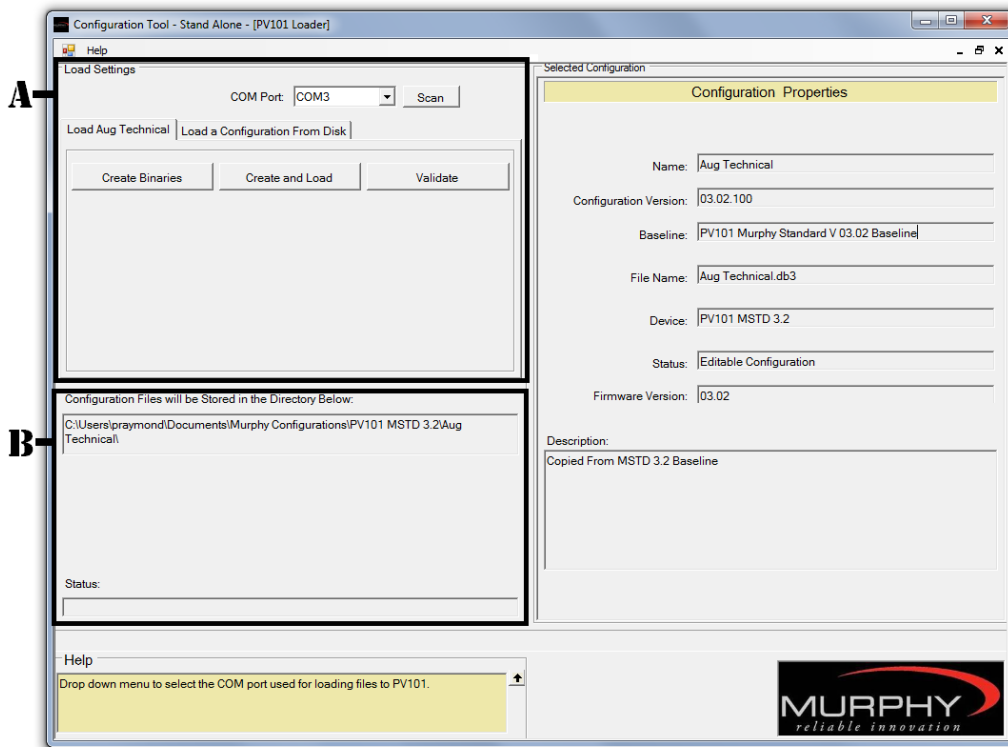 Configuration Tool - Stand Alone - [PV101 Loader]
Help
A
Load Settings
COM Port: COM3 Scan
Load Aug Technical Load a Configuration From Disk
Create Binaries Create and Load Validate
B
Configuration Files will be Stored in the Directory Below:
C:\Users\praymond\Documents\Murphy Configurations\PV101 MSTD 3.2\Aug
Technical\
Status:
Selected Configuration
Configuration Properties
Name: Aug Technical
Configuration Version: 03.02.100
Baseline: PV101 Murphy Standard V 03.02 Baseline
File Name: Aug Technical.db3
Device: PV101 MSTD 3.2
Status: Editable Configuration
Firmware Version: 03.02
Description:
Copied From MSTD 3.2 Baseline
Help
Drop down menu to select the COM port used for loading files to PV101.
MURPHY
reliable innovation